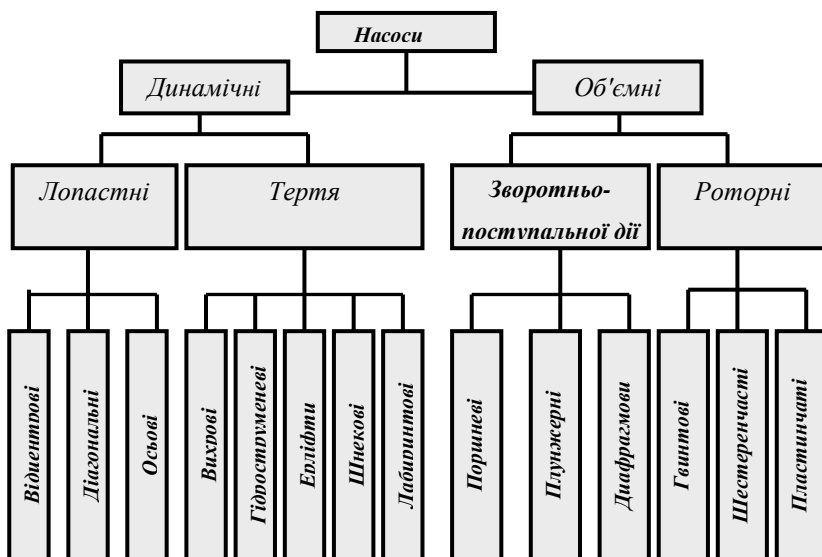 Насоси
Динамічні
Об'ємні
Лопастні
Тертя
Зворотньо-
поступальної дії
Роторні
Відцентрові
Діагональні
Осьові
Вихрові
Гідроструменеві
Ерліфти
Шнекові
Лабиринтові
Поршневі
Плунжерні
Диафрагмови
Гвинтові
Шестеренчасті
Пластинчаті